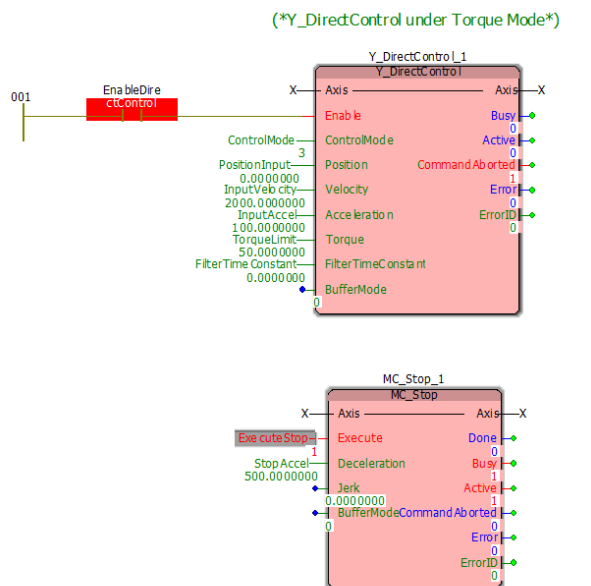 (*Y_DirectControl under Torque Mode*)
Y_DirectControl_1
Y_DirectControl
X Axis Axis X
001 EnableDire
ctControl
Enable Busy
0
ControlMode ControlMode Active
3 0
PositionInput Position CommandAborted
0.0000000 1
InputVelocity Velocity Error
2000.0000000 0
InputAccel Acceleration ErrorID
100.0000000 0
TorqueLimit Torque
50.0000000
FilterTimeConstant FilterTimeConstant
0.0000000
BufferMode
0
MC_Stop_1
MC_Stop
X Axis Axis X
ExecuteStop Execute Done
1 0
StopAccel Deceleration Busy
500.0000000 1
Jerk Active
0.0000000 1
BufferMode CommandAborted
0 0
Error
0
ErrorID
0